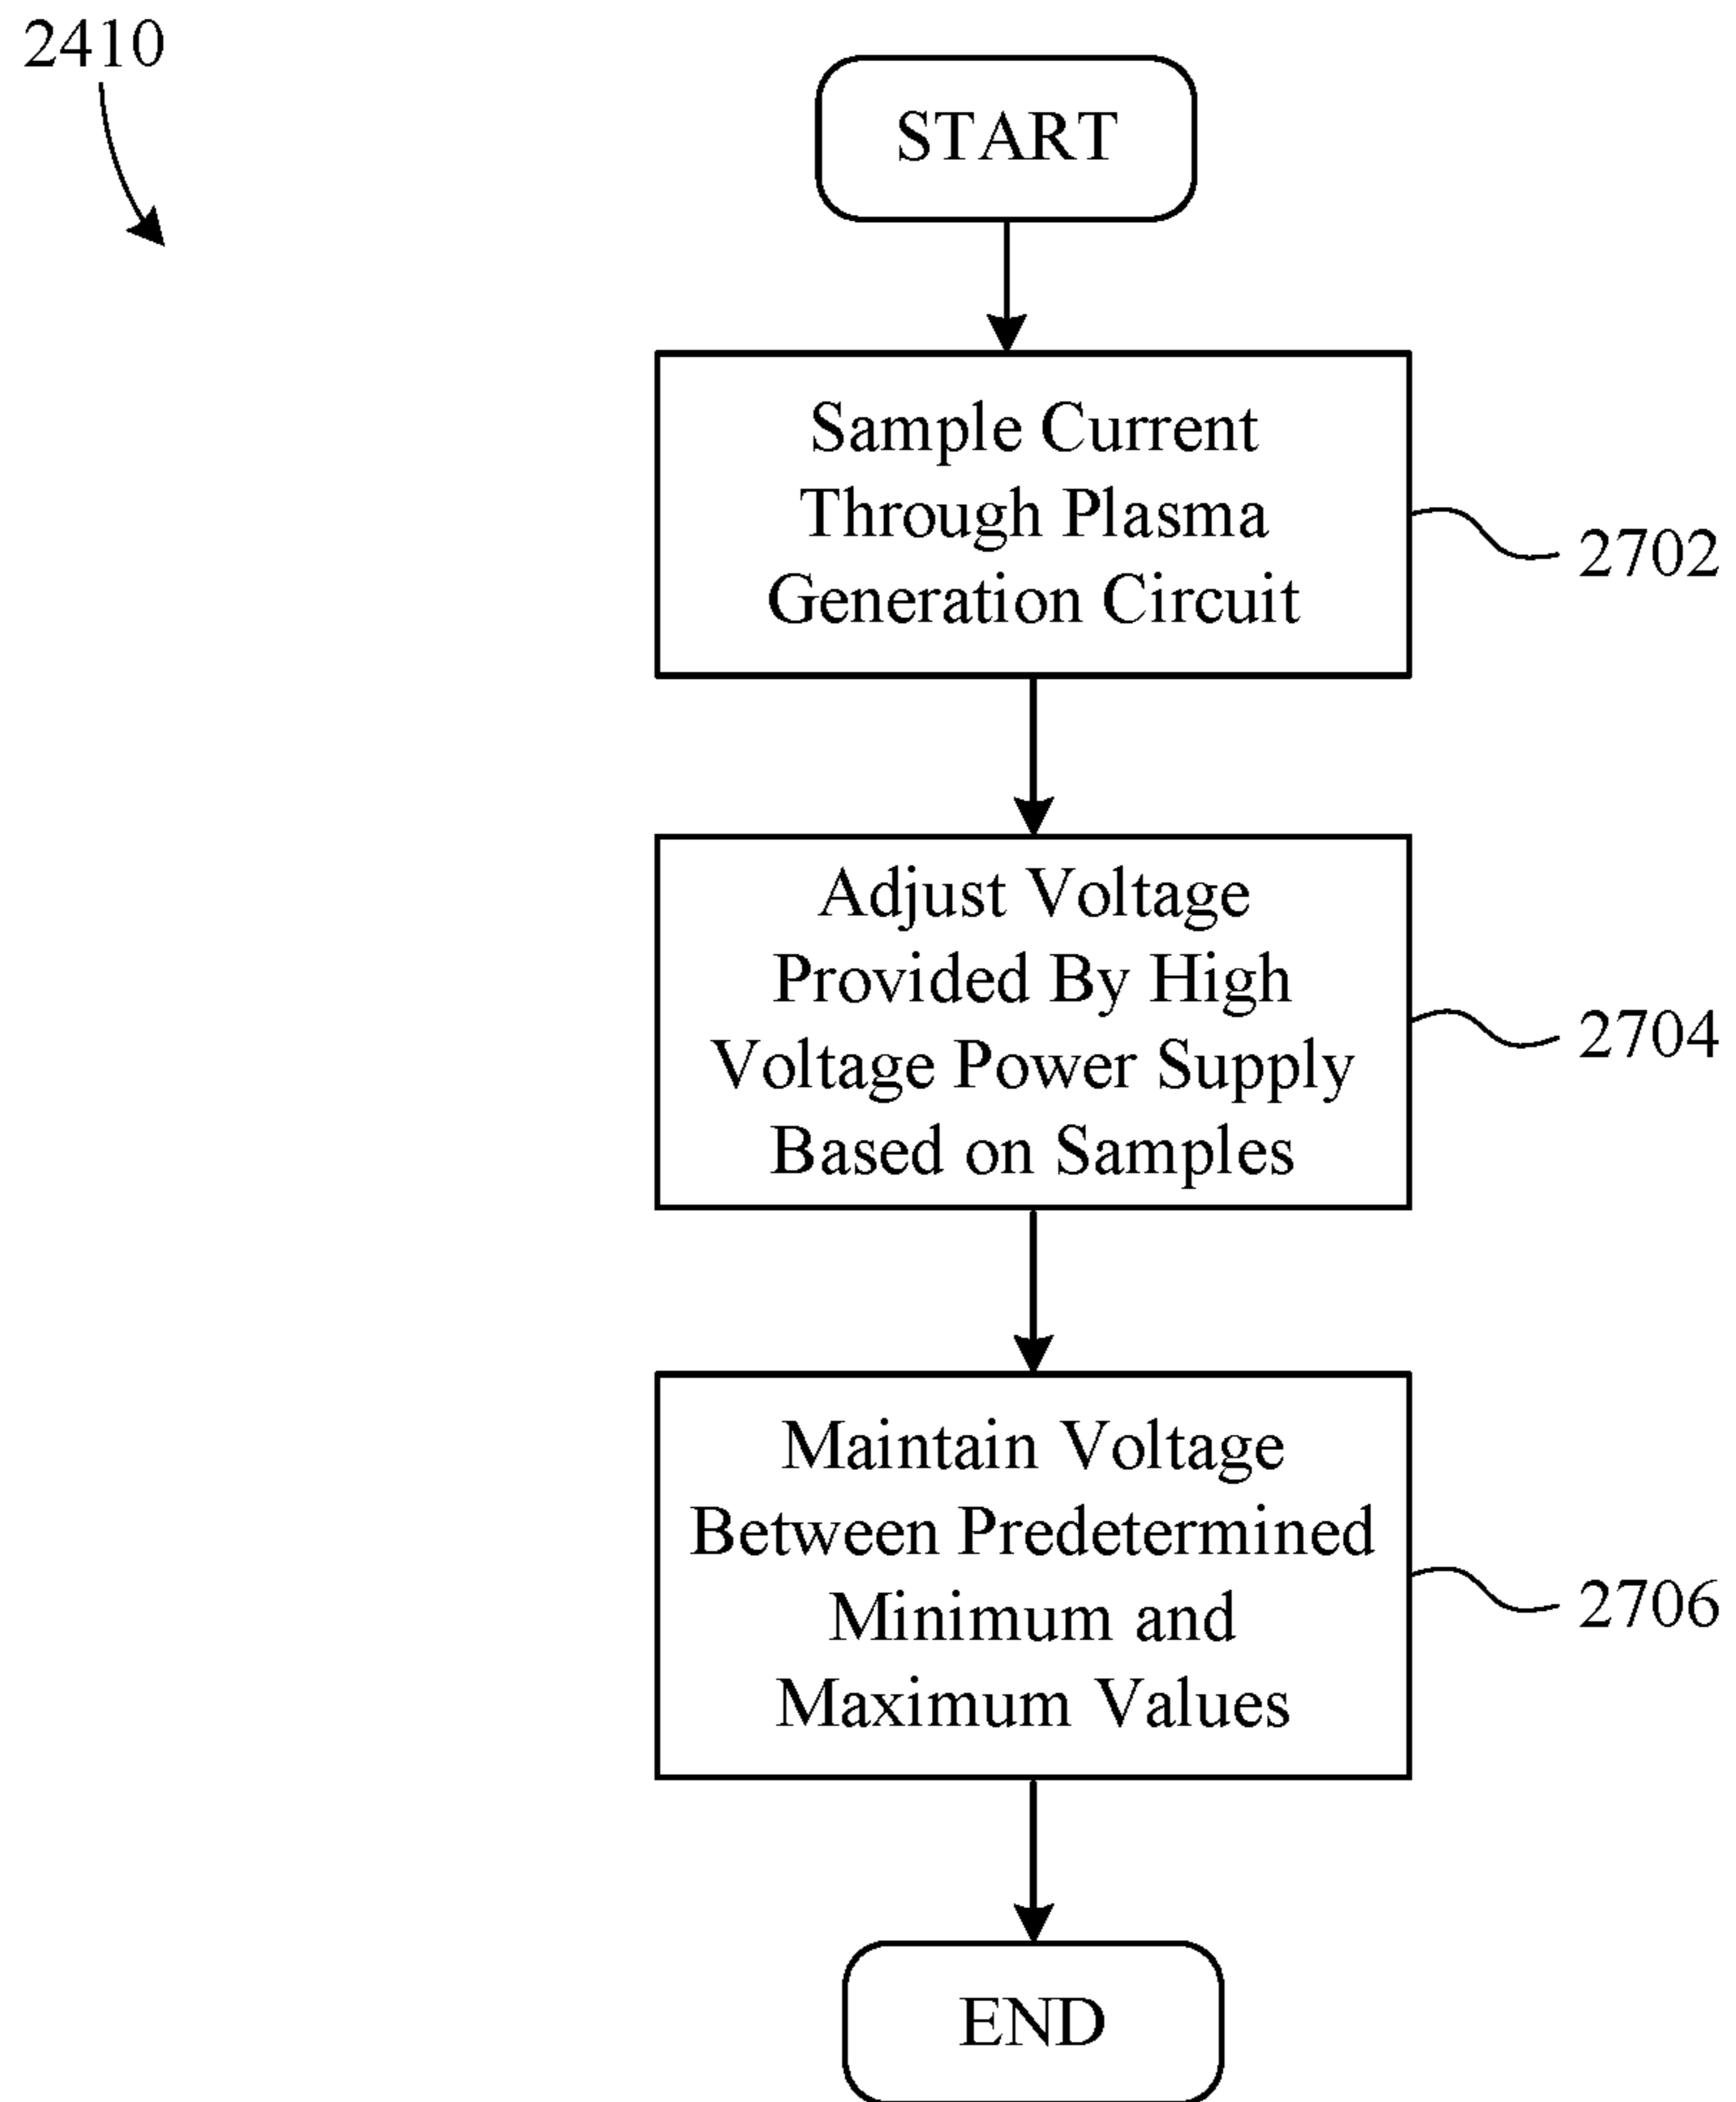 2410
START
Sample Current
Through Plasma
Generation Circuit
2702
Adjust Voltage
Provided By High
Voltage Power Supply
Based on Samples
2704
Maintain Voltage
Between Predetermined
Minimum and
Maximum Values
2706
END